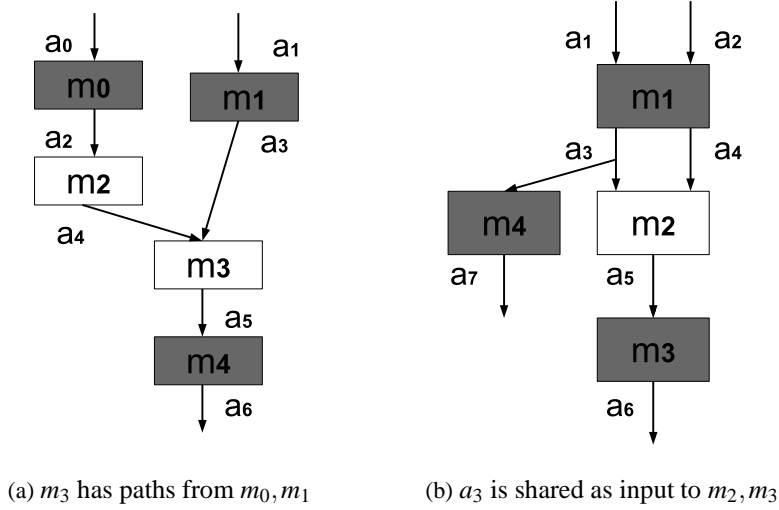 a0
a1
m0
m1
a2
a3
m2
a4
m3
a5
m4
a6
(a) m3 has paths from m0, m1
a1
a2
m1
a3
a4
m4
m2
a7
a5
m3
a6
(b) a3 is shared as input to m2, m3